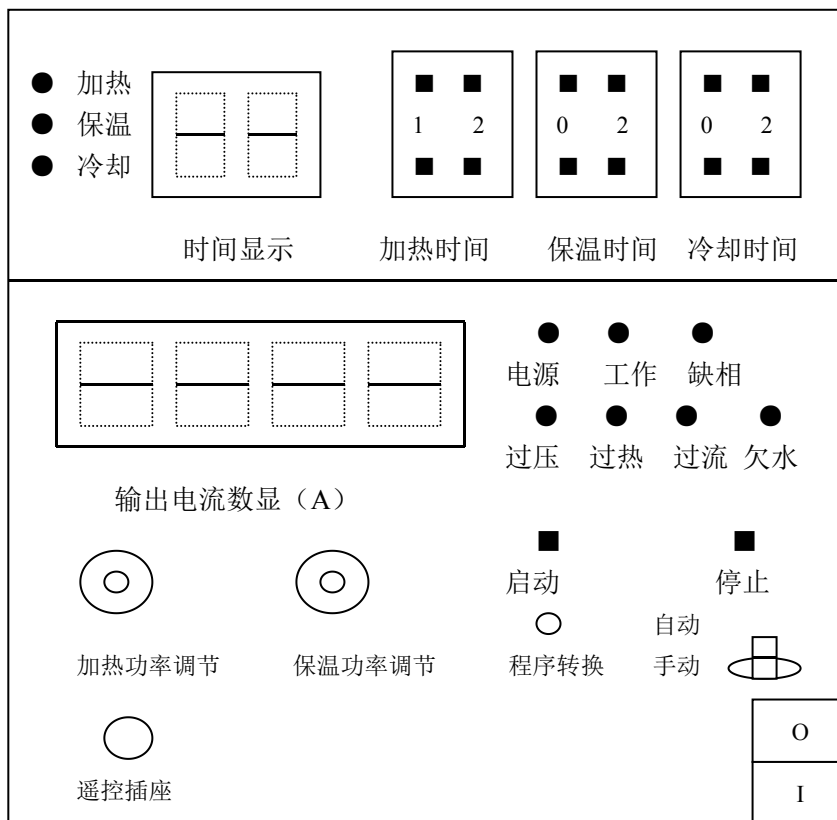 加热
保温
冷却
1 2
0 2
0 2
时间显示
加热时间
保温时间
冷却时间
电源 工作 缺相
过压 过热 过流 欠水
输出电流数显（A）
启动 停止
加热功率调节
保温功率调节
程序转换
自动
手动
遥控插座
O
I